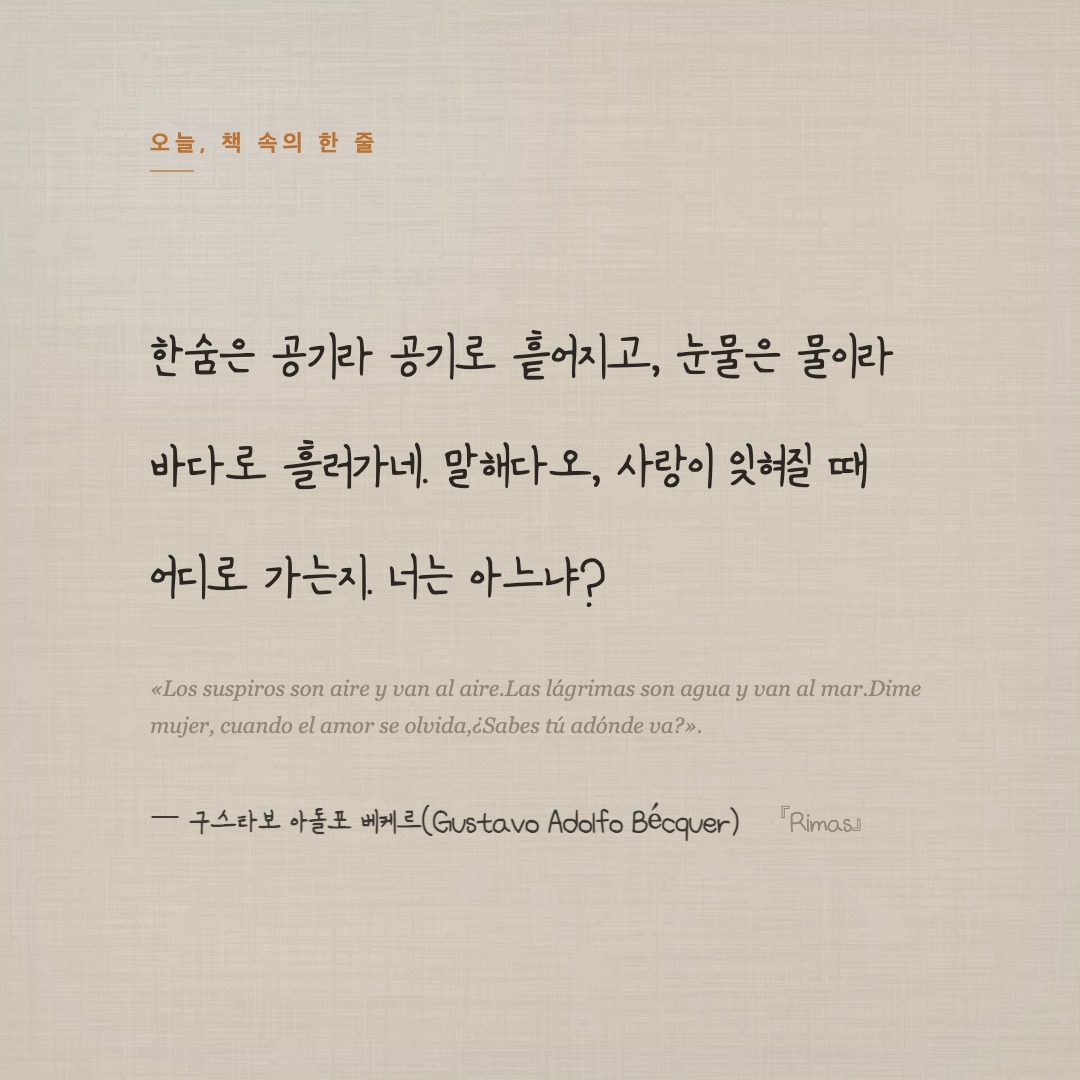 오늘, 책 속의 한 줄
한숨은 공기라 공기로 흩어지고, 눈물은 물이라
바다로 흘러가네. 말해다오, 사랑이 잊혀질 때
어디로 가는지. 너는 아느냐?
«Los suspiros son aire y van al aire.Las lágrimas son agua y van al mar.Dime
mujer, cuando el amor se olvida,¿Sabes tú adónde va?».
— 구스타보 아돌포 베케르(Gustavo Adolfo Bécquer) 『Rimas』